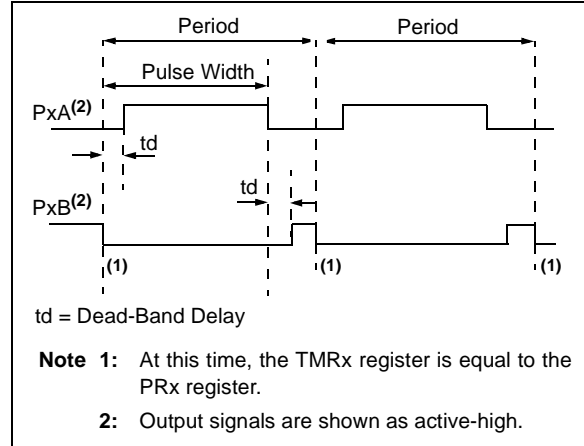 Period Period
Pulse Width
PxA(2)
td
td
PxB(2)
(1) (1) (1)
td = Dead-Band Delay
Note 1: At this time, the TMRx register is equal to the
PRx register.
2: Output signals are shown as active-high.